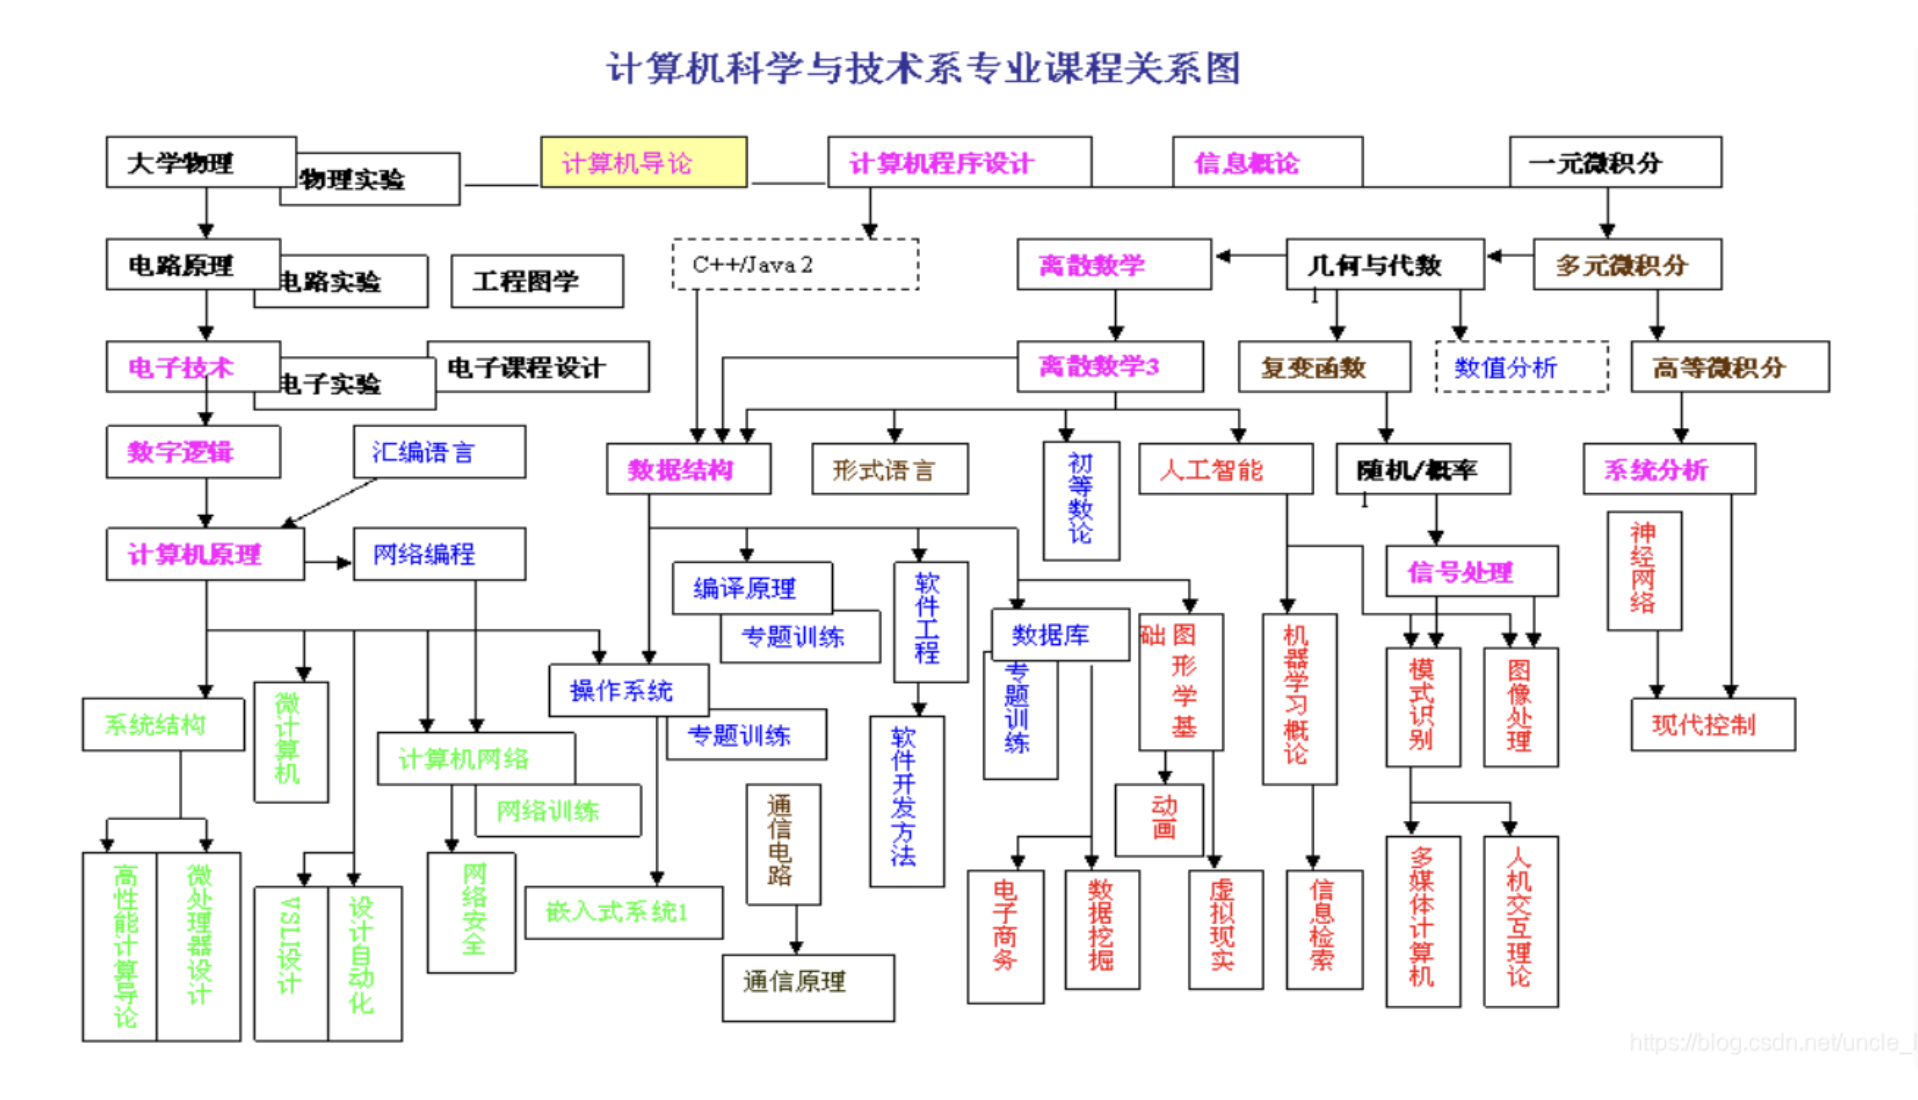 计算机科学与技术系专业课程关系图
大学物理
物理实验
计算机导论
计算机程序设计
信息概论
一元微积分
电路原理
电路实验
工程图学
C++/Java 2
离散数学
几何与代数
1
多元微积分
电子技术
电子实验
电子课程设计
离散数学3
复变函数
数值分析
高等微积分
数字逻辑
汇编语言
数据结构
形式语言
初等数论
人工智能
随机/概率
1
系统分析
计算机原理
网络编程
编译原理
专题训练
软件工程
数据库
专题训练
图形学基础
机器学习概论
信号处理
神经网络
操作系统
专题训练
模式识别
图像处理
现代控制
系统结构
微计算机
计算机网络
网络训练
通信电路
软件开发方法
动画
高性能计算导论
微处理器设计
VSLI设计
设计自动化
网络安全
嵌入式系统1
通信原理
电子商务
数据挖掘
虚拟现实
信息检索
多媒体计算机
人机交互理论
https://blog.csdn.net/uncle_l